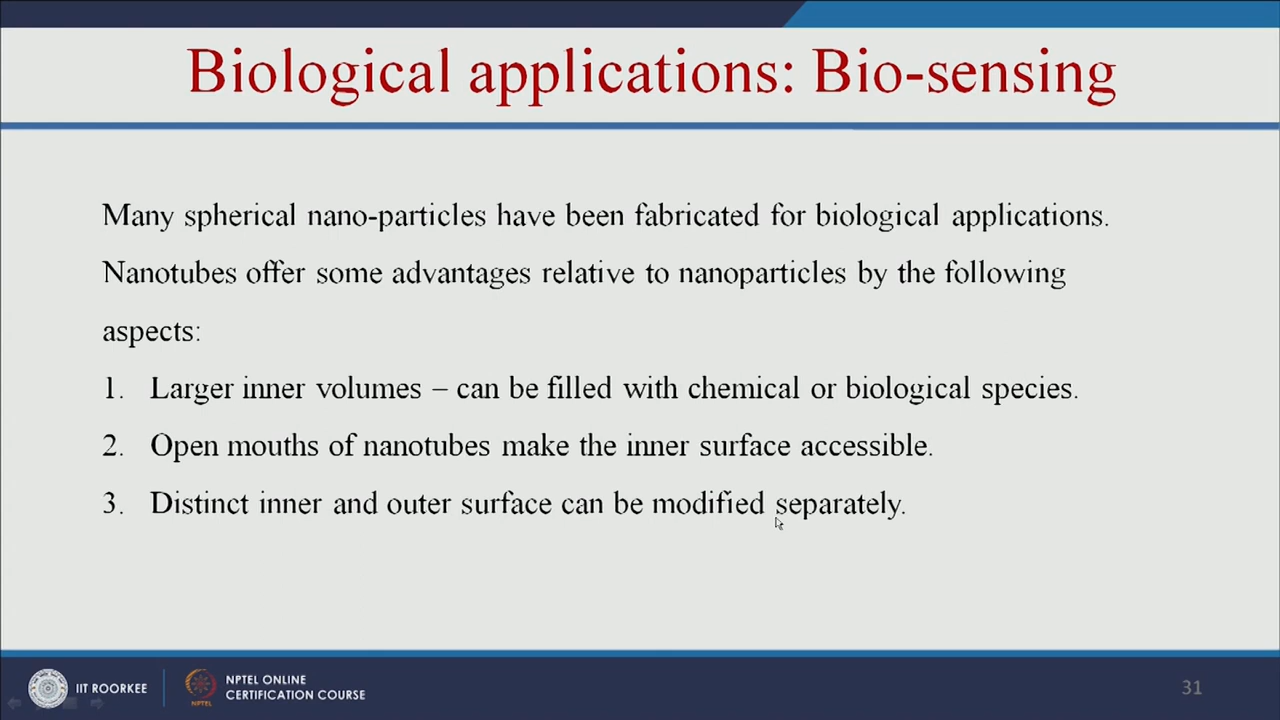 Biological applications: Bio-sensing
Many spherical nano-particles have been fabricated for biological applications.
Nanotubes offer some advantages relative to nanoparticles by the following
aspects:
1. Larger inner volumes – can be filled with chemical or biological species.
2. Open mouths of nanotubes make the inner surface accessible.
3. Distinct inner and outer surface can be modified separately.
IIT ROORKEE
NPTEL
NPTEL ONLINE
CERTIFICATION COURSE
31